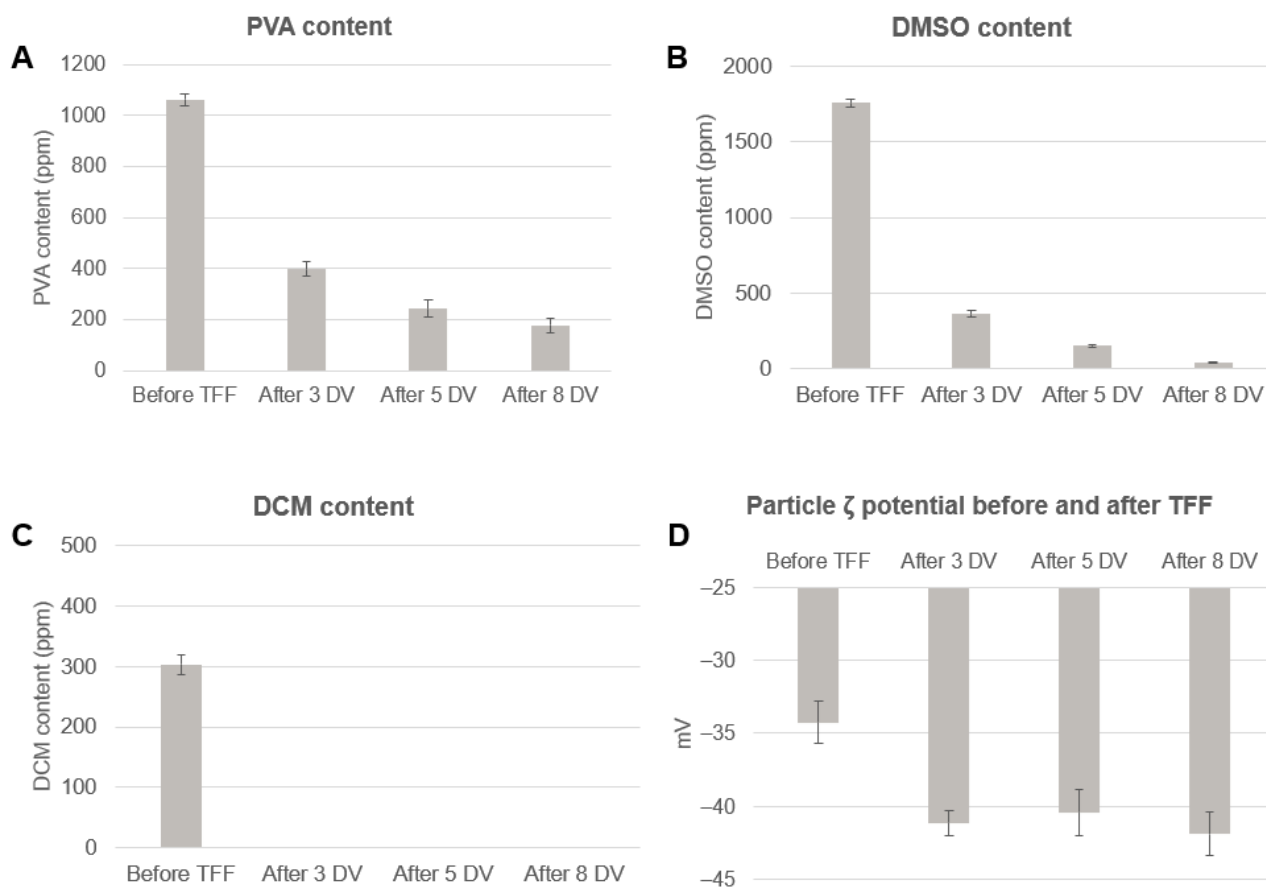 PVA content
A
1200
1000
800
600
400
200
0
PVA content (ppm)
Before TFF After 3 DV After 5 DV After 8 DV
DMSO content
B
2000
1500
1000
500
0
DMSO content (ppm)
Before TFF After 3 DV After 5 DV After 8 DV
DCM content
C
500
400
300
200
100
0
DCM content (ppm)
Before TFF After 3 DV After 5 DV After 8 DV
Particle ζ potential before and after TFF
D
Before TFF After 3 DV After 5 DV After 8 DV
–25
–30
–35
–40
–45
mV